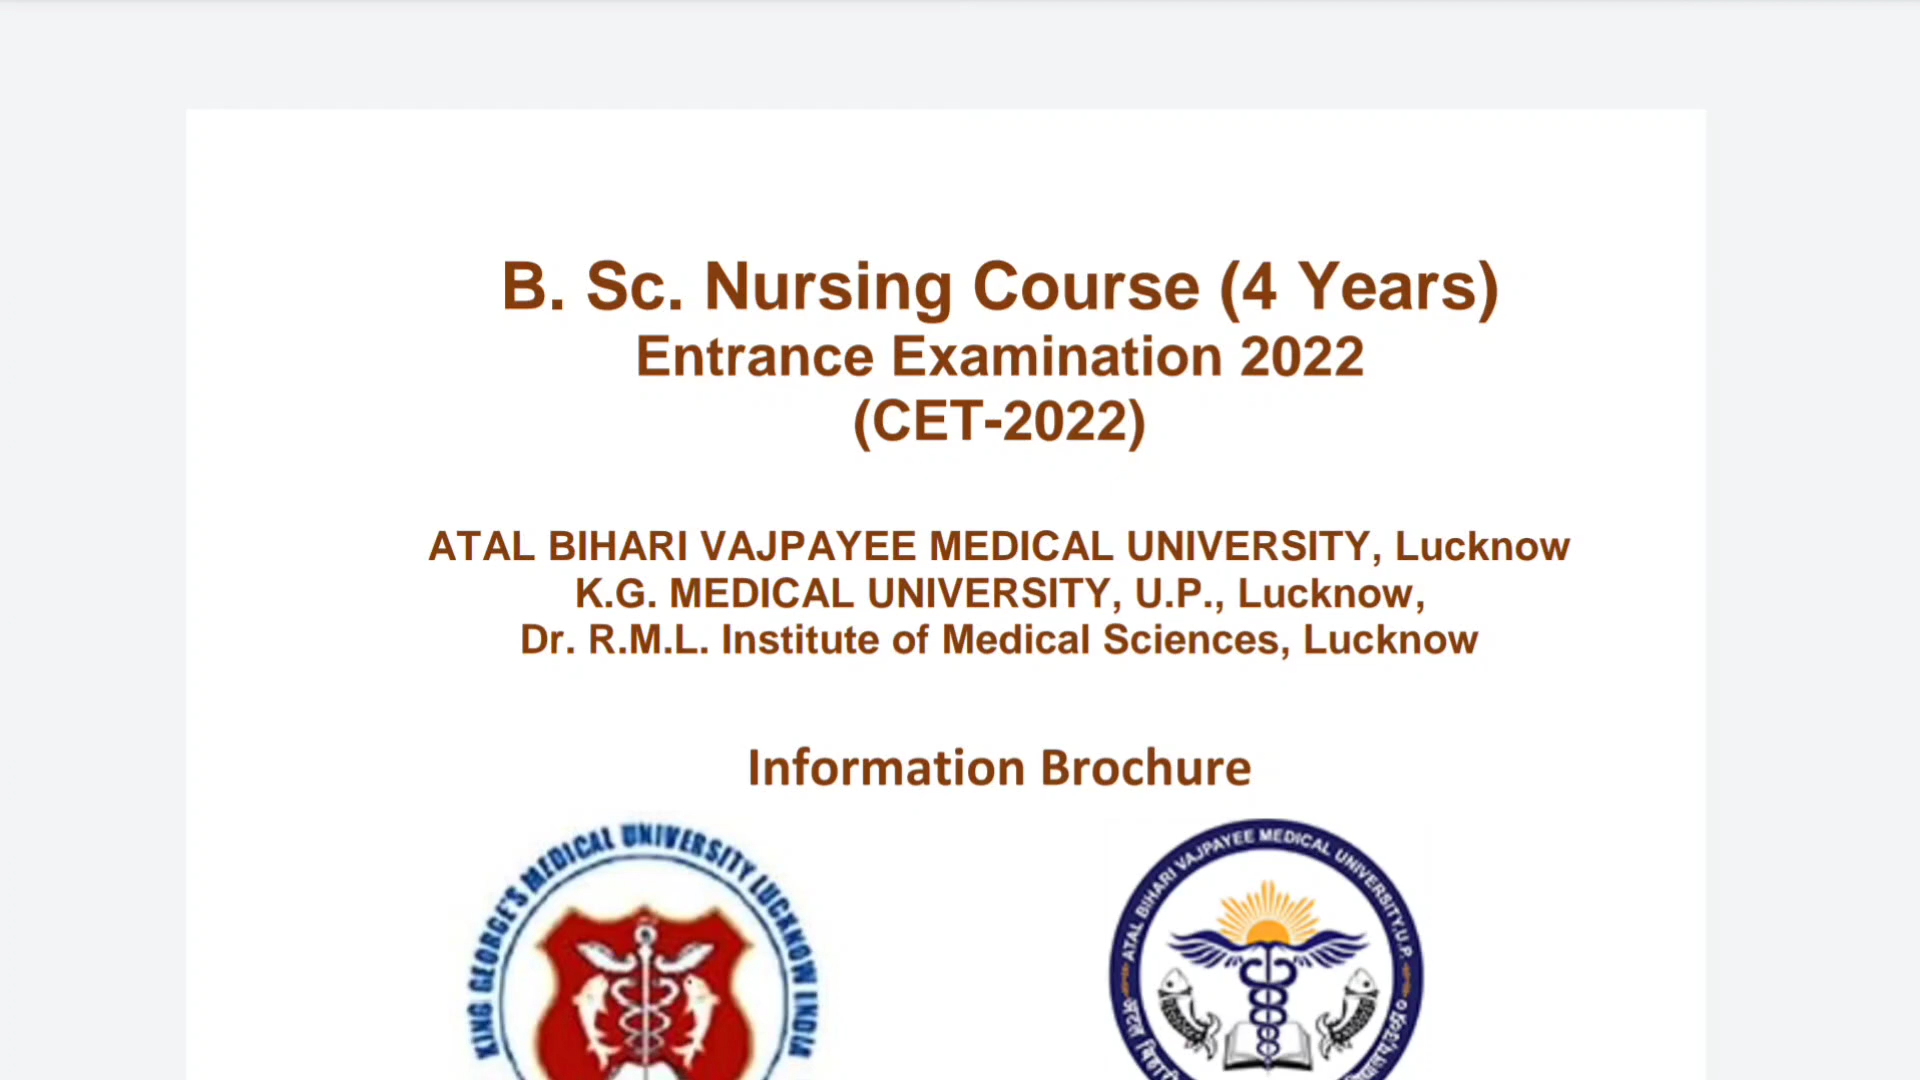 B. Sc. Nursing Course (4 Years)
Entrance Examination 2022
(CET-2022)
ATAL BIHARI VAJPAYEE MEDICAL UNIVERSITY, Lucknow
K.G. MEDICAL UNIVERSITY, U.P., Lucknow,
Dr. R.M.L. Institute of Medical Sciences, Lucknow
Information Brochure
KING GEORGE'S MEDICAL UNIVERSITY LUCKNOW INDIA
ATAL BIHARI VAJPAYEE MEDICAL UNIVERSITY,U.P.